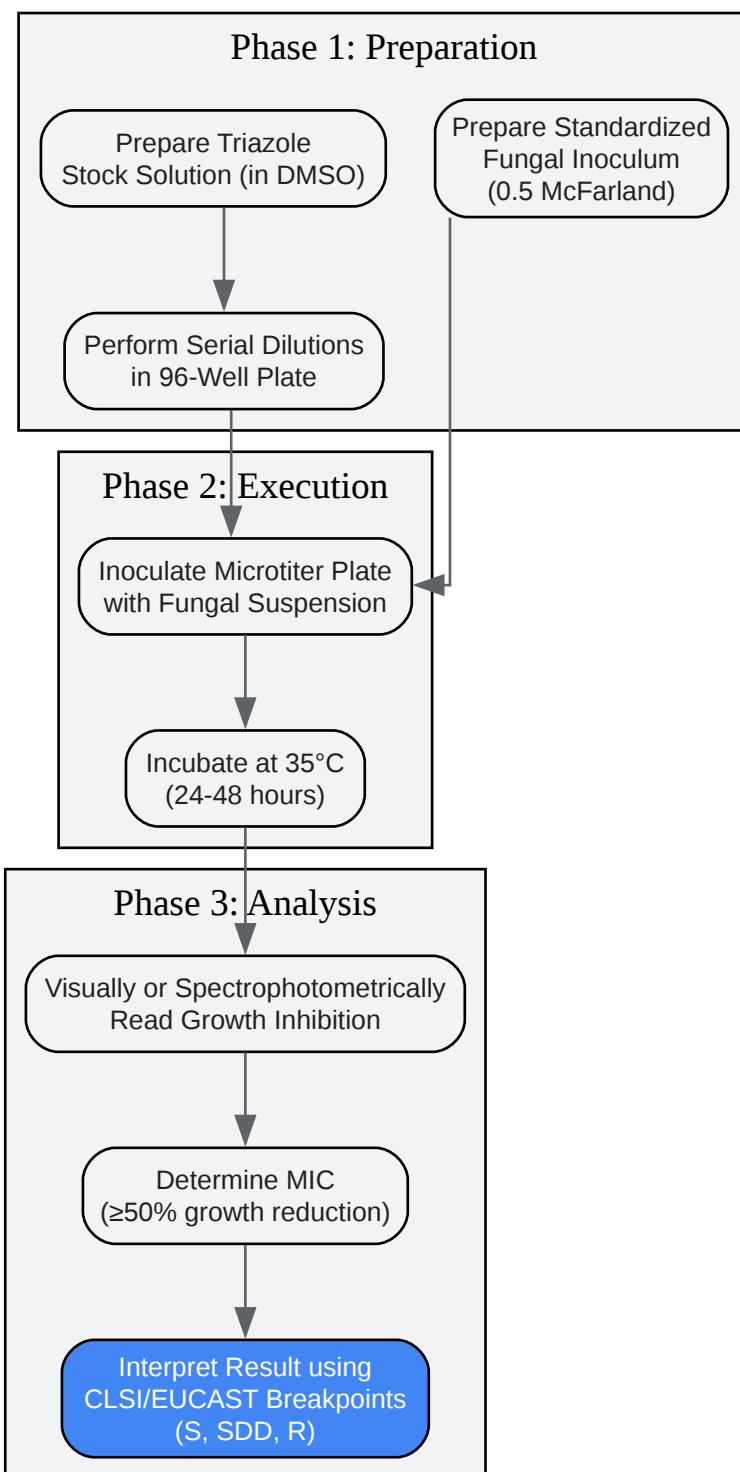 Phase 1: Preparation
Prepare Triazole
Stock Solution (in DMSO)
Prepare Standardized
Fungal Inoculum
(0.5 McFarland)
Perform Serial Dilutions
in 96-Well Plate
Phase 2: Execution
Inoculate Microtiter Plate
with Fungal Suspension
Incubate at 35°C
(24-48 hours)
Phase 3: Analysis
Visually or Spectrophotometrically
Read Growth Inhibition
Determine MIC
(≥50% growth reduction)
Interpret Result using
CLSI/EUCAST Breakpoints
(S, SDD, R)